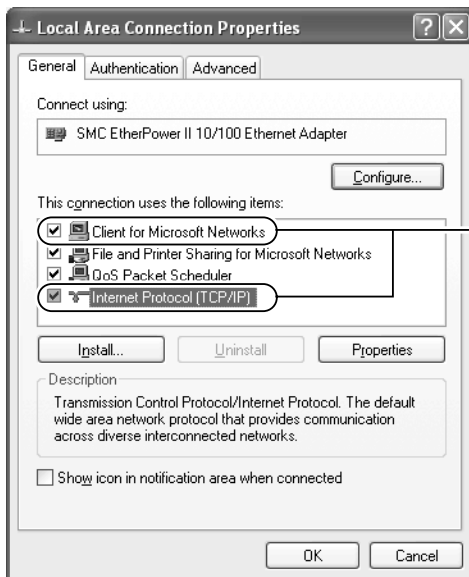 Local Area Connection Properties
General Authentication Advanced
Connect using:
SMC EtherPower II 10/100 Ethernet Adapter
Configure...
This connection uses the following items:
Client for Microsoft Networks
File and Printer Sharing for Microsoft Networks
QoS Packet Scheduler
Internet Protocol (TCP/IP)
Install... Uninstall Properties
Description
Transmission Control Protocol/Internet Protocol. The default
wide area network protocol that provides communication
across diverse interconnected networks.
Show icon in notification area when connected
OK Cancel